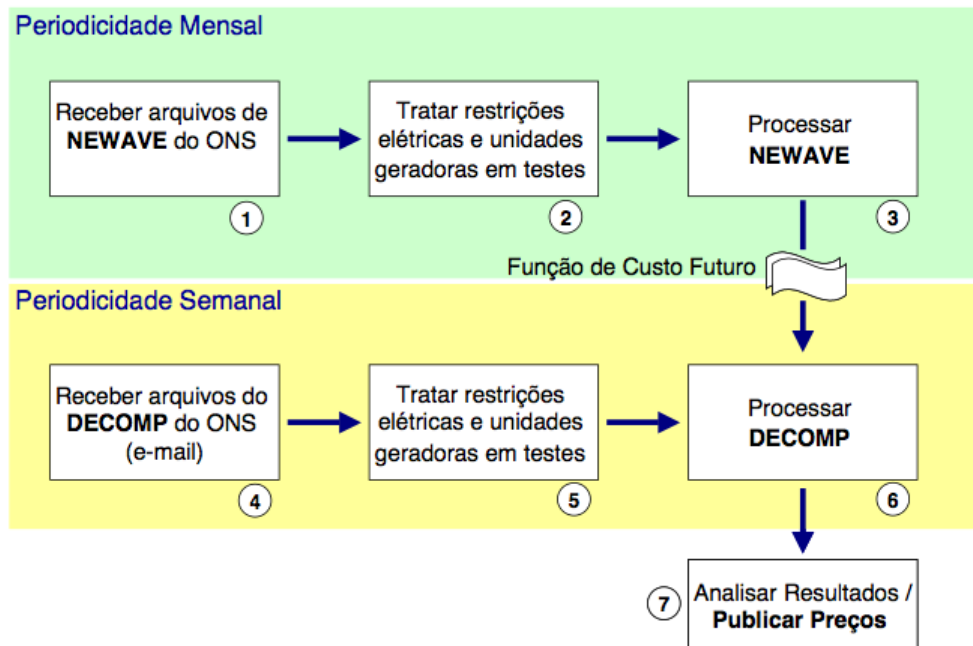 Periodicidade Mensal
Receber arquivos de
NEWAVE do ONS
1
Tratar restrições
elétricas e unidades
geradoras em testes
2
Processar
NEWAVE
3
Função de Custo Futuro
Periodicidade Semanal
Receber arquivos do
DECOMP do ONS
(e-mail)
4
Tratar restrições
elétricas e unidades
geradoras em testes
5
Processar
DECOMP
6
7
Analisar Resultados /
Publicar Preços